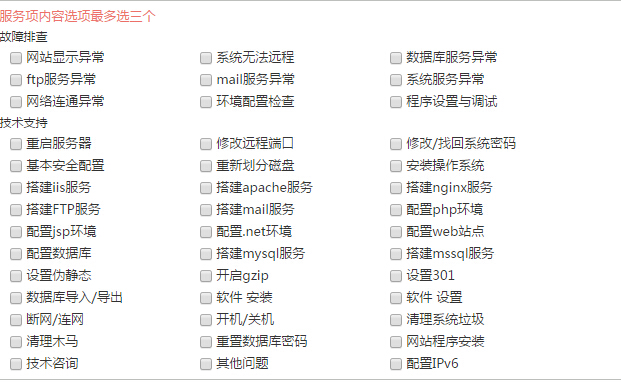 服务项内容选项最多选三个
故障排查
网站显示异常 系统无法远程 数据库服务异常
ftp服务异常 mail服务异常 系统服务异常
网络连通异常 环境配置检查 程序设置与调试
技术支持
重启服务器 修改远程端口 修改/找回系统密码
基本安全配置 重新划分磁盘 安装操作系统
搭建iis服务 搭建apache服务 搭建nginx服务
搭建FTP服务 搭建mail服务 配置php环境
配置jsp环境 配置.net环境 配置web站点
配置数据库 搭建mysql服务 搭建mssql服务
设置伪静态 开启gzip 设置301
数据库导入/导出 软件 安装 软件 设置
断网/连网 开机/关机 清理系统垃圾
清理木马 重置数据库密码 网站程序安装
技术咨询 其他问题 配置IPv6